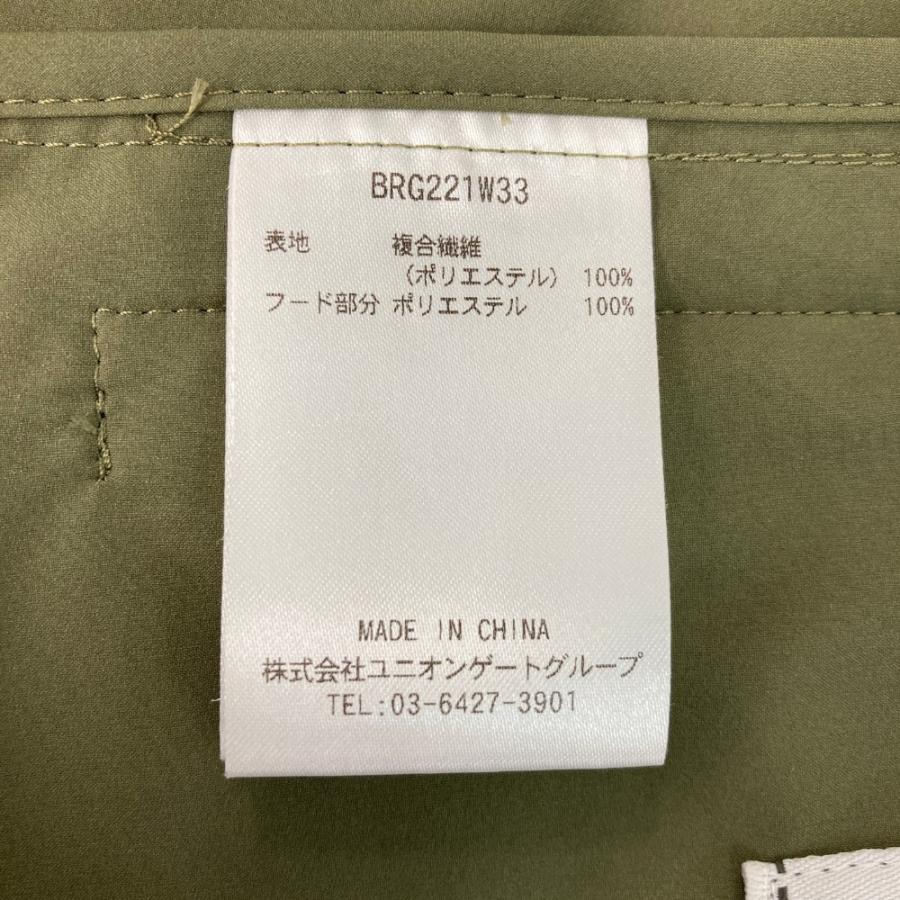 BRG221W33
表地 複合繊維
（ポリエステル） 100%
フード部分 ポリエステル 100%
MADE IN CHINA
株式会社ユニオンゲートグループ
TEL:03-6427-3901